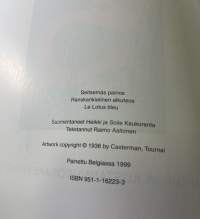 Seitsemäs painos
Ranskankielinen alkuteos
Le Lotus bleu
Suomentaneet Heikki ja Soile Kaukoranta
Tekstannut Raimo Aaltonen
Artwork copyright © 1936 by Casterman, Tournai
Painettu Belgiassa 1999
ISBN 951-1-16223-3